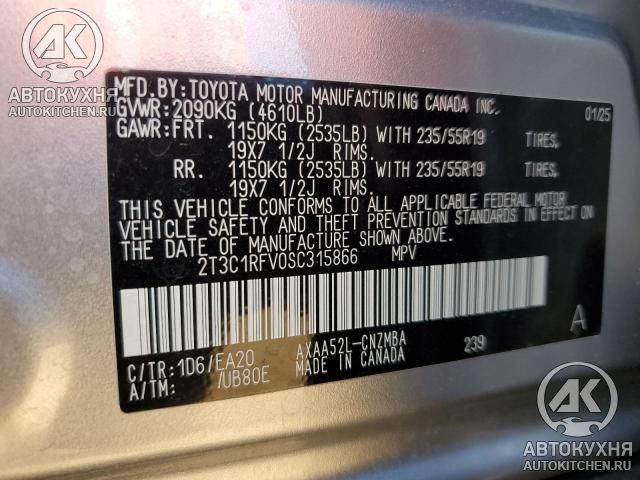 AK
АВТОКУХНЯ
AUTOKITCHEN.RU
MFD.BY:TOYOTA MOTOR MANUFACTURING CANADA INC.
GVWR:2090KG (4610LB) 01/25
GAWR:FRT. 1150KG (2535LB) WITH 235/55R19 TIRES.
19X7 1/2J RIMS.
RR. 1150KG (2535LB) WITH 235/55R19 TIRES.
19X7 1/2J RIMS.
THIS VEHICLE CONFORMS TO ALL APPLICABLE FEDERAL MOTOR
VEHICLE SAFETY AND THEFT PREVENTION STANDARDS IN EFFECT ON
THE DATE OF MANUFACTURE SHOWN ABOVE.
2T3C1RFV0SC315866 MPV
A
C/TR:1D6/EA20 AXAA52L-CNZMBA 239
A/TM: /UB80E MADE IN CANADA
AK
АВТОКУХНЯ
AUTOKITCHEN.RU